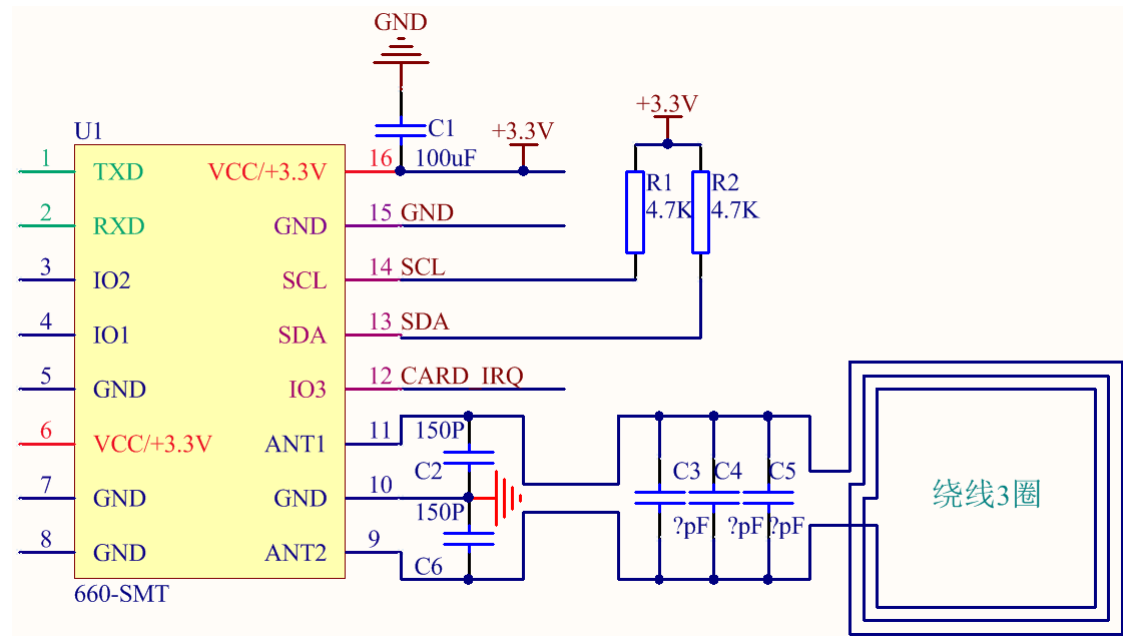 GND
+3.3V
U1
C1
+3.3V
1 TXD VCC/+3.3V 16 100uF
R1 R2
4.7K 4.7K
2 RXD GND 15 GND
3 IO2 SCL 14 SCL
4 IO1 SDA 13 SDA
5 GND IO3 12 CARD_IRQ
6 VCC/+3.3V ANT1 11 150P
C2 C3 C4 C5
7 GND GND 10
绕线3圈
150P ?pF ?pF ?pF
8 GND ANT2 9
C6
660-SMT